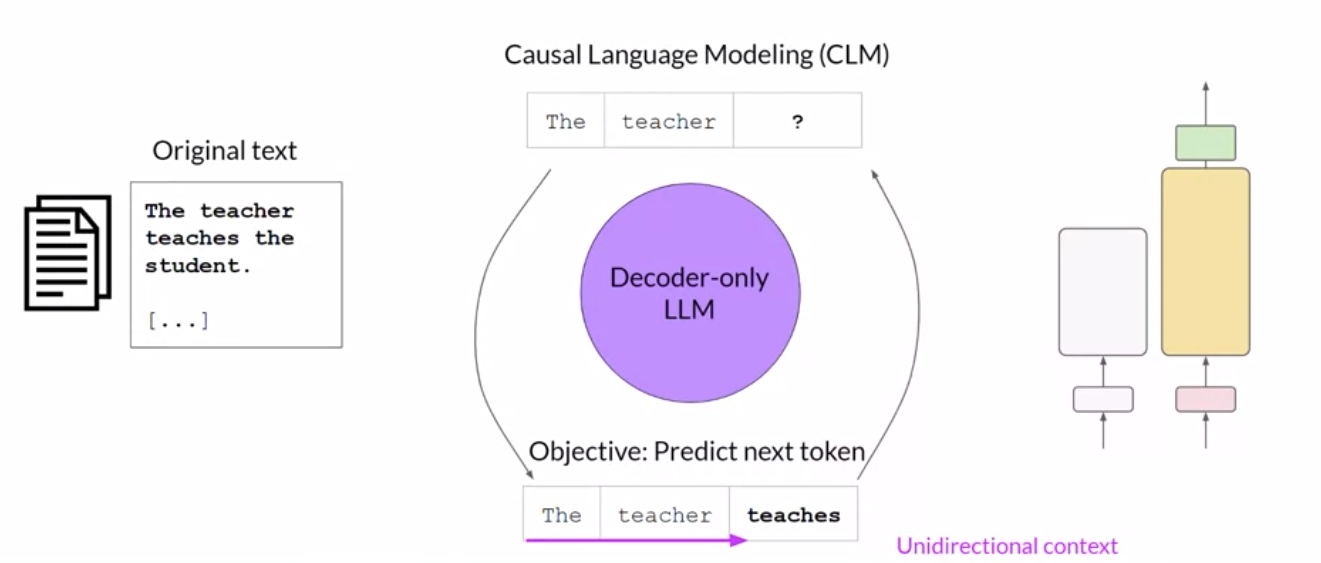 Causal Language Modeling (CLM)
The teacher ?
Original text
The teacher
teaches the
student.
[...]
Decoder-only
LLM
Objective: Predict next token
The teacher teaches
Unidirectional context